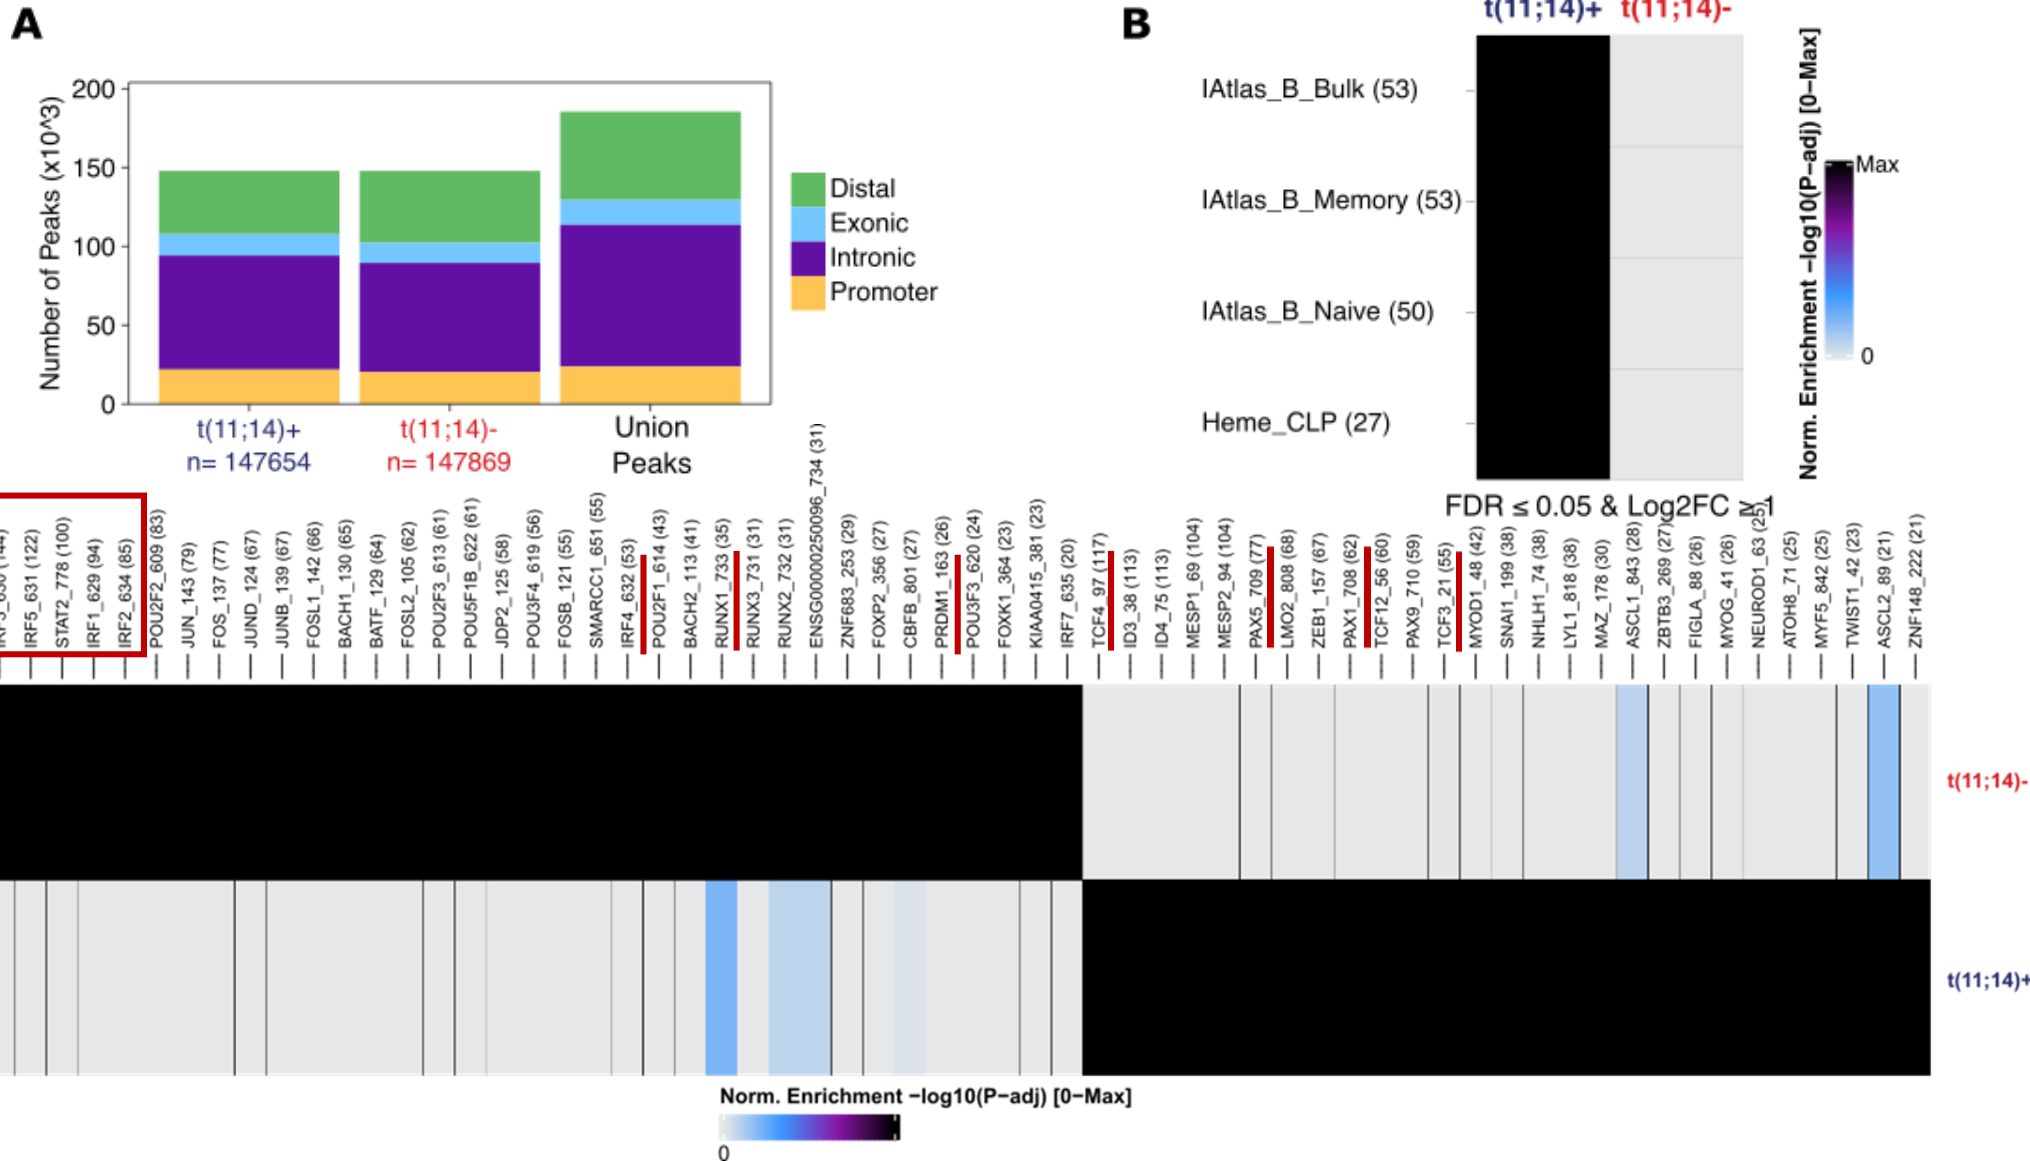 A
B
t(11;14)+ t(11;14)-
Number of Peaks (x10^3)
200
150
100
50
0
Distal
Exonic
Intronic
Promoter
t(11;14)+
n= 147654
t(11;14)-
n= 147869
Union
Peaks
IAtlas_B_Bulk (53)
IAtlas_B_Memory (53)
IAtlas_B_Naive (50)
Heme_CLP (27)
Norm. Enrichment −log10(P−adj) [0−Max]
Max
0
FDR ≤ 0.05 & Log2FC ≥ 1
IRF5_631 (122)
STAT2_778 (100)
IRF1_629 (94)
IRF2_634 (85)
POU2F2_609 (83)
JUN_143 (79)
FOS_137 (77)
JUND_124 (67)
JUNB_139 (67)
FOSL1_142 (66)
BACH1_130 (65)
BATF_129 (64)
FOSL2_105 (62)
POU2F3_613 (61)
POU5F1B_622 (61)
JDP2_125 (58)
POU3F4_619 (56)
FOSB_121 (55)
SMARCC1_651 (55)
IRF4_632 (53)
POU2F1_614 (43)
BACH2_113 (41)
RUNX1_733 (35)
RUNX3_731 (31)
RUNX2_732 (31)
ENSG00000250096_734 (31)
ZNF683_253 (29)
FOXP2_356 (27)
CBFB_801 (27)
PRDM1_163 (26)
POU3F3_620 (24)
FOXK1_364 (23)
KIAA0415_381 (23)
IRF7_635 (20)
TCF4_97 (117)
ID3_38 (113)
ID4_75 (113)
MESP1_69 (104)
MESP2_94 (104)
PAX5_709 (77)
LMO2_808 (68)
ZEB1_157 (67)
PAX1_708 (62)
TCF12_56 (60)
PAX9_710 (59)
TCF3_21 (55)
MYOD1_48 (42)
SNAI1_199 (38)
NHLH1_74 (38)
LYL1_818 (38)
MAZ_178 (30)
ASCL1_843 (28)
ZBTB3_269 (27)
FIGLA_88 (26)
MYOG_41 (26)
NEUROD1_63 (25)
ATOH8_71 (25)
MYF5_842 (25)
TWIST1_42 (23)
ASCL2_89 (21)
ZNF148_222 (21)
t(11;14)-
t(11;14)+
Norm. Enrichment −log10(P−adj) [0−Max]
0